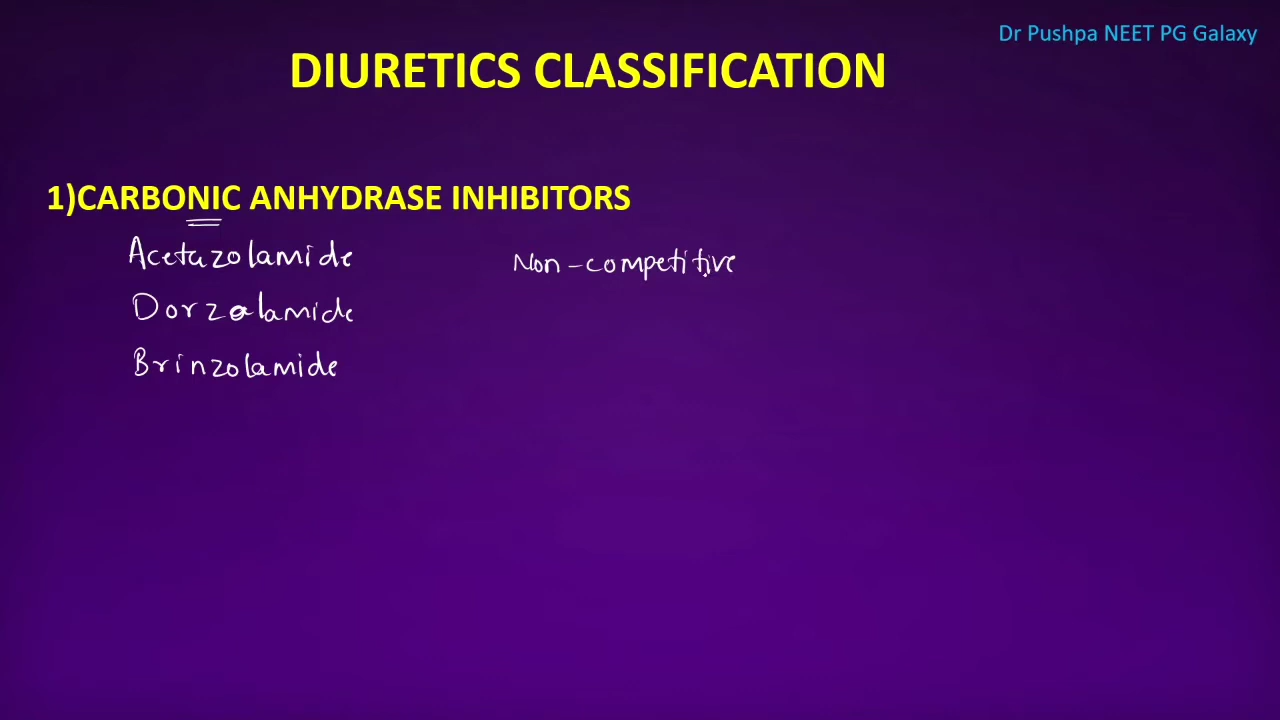 Dr Pushpa NEET PG Galaxy
DIURETICS CLASSIFICATION
1)CARBONIC ANHYDRASE INHIBITORS
Acetazolamide
Non-competitive
Dorzolamide
Brinzolamide